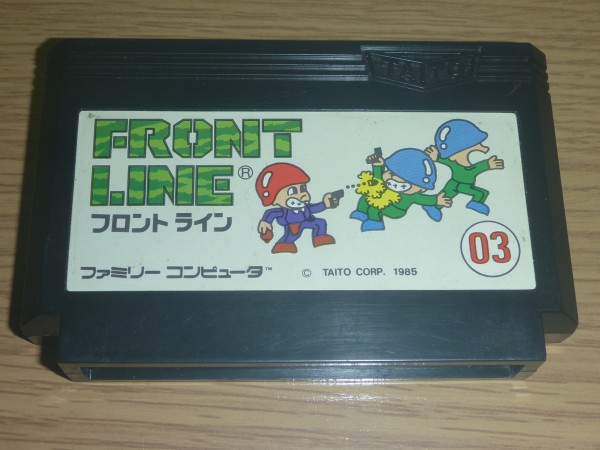 TAITO
FRONT
LINE®
フロント ライン
03
ファミリー コンピュータ™
© TAITO CORP. 1985